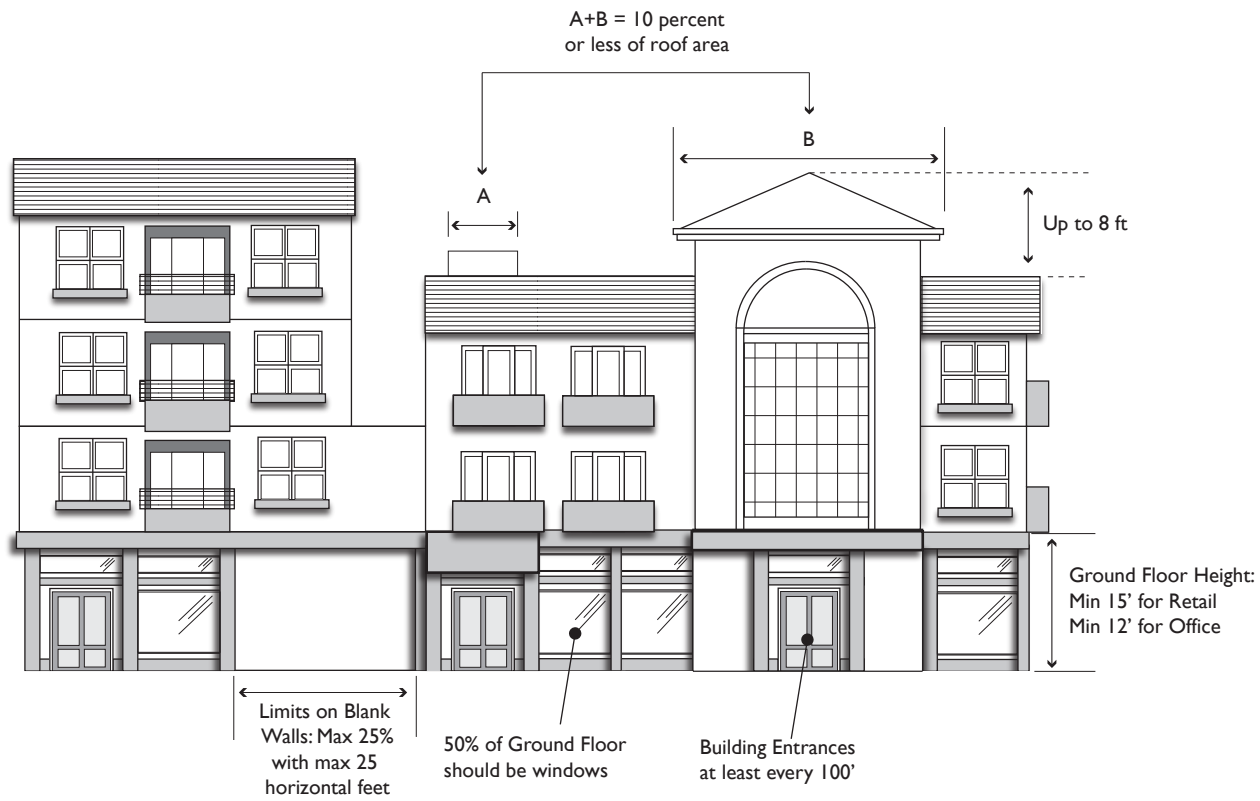 A+B = 10 percent
or less of roof area
B
A
Up to 8 ft
Ground Floor Height:
Min 15’ for Retail
Min 12’ for Office
Limits on Blank
Walls: Max 25%
with max 25
horizontal feet
50% of Ground Floor
should be windows
Building Entrances
at least every 100’